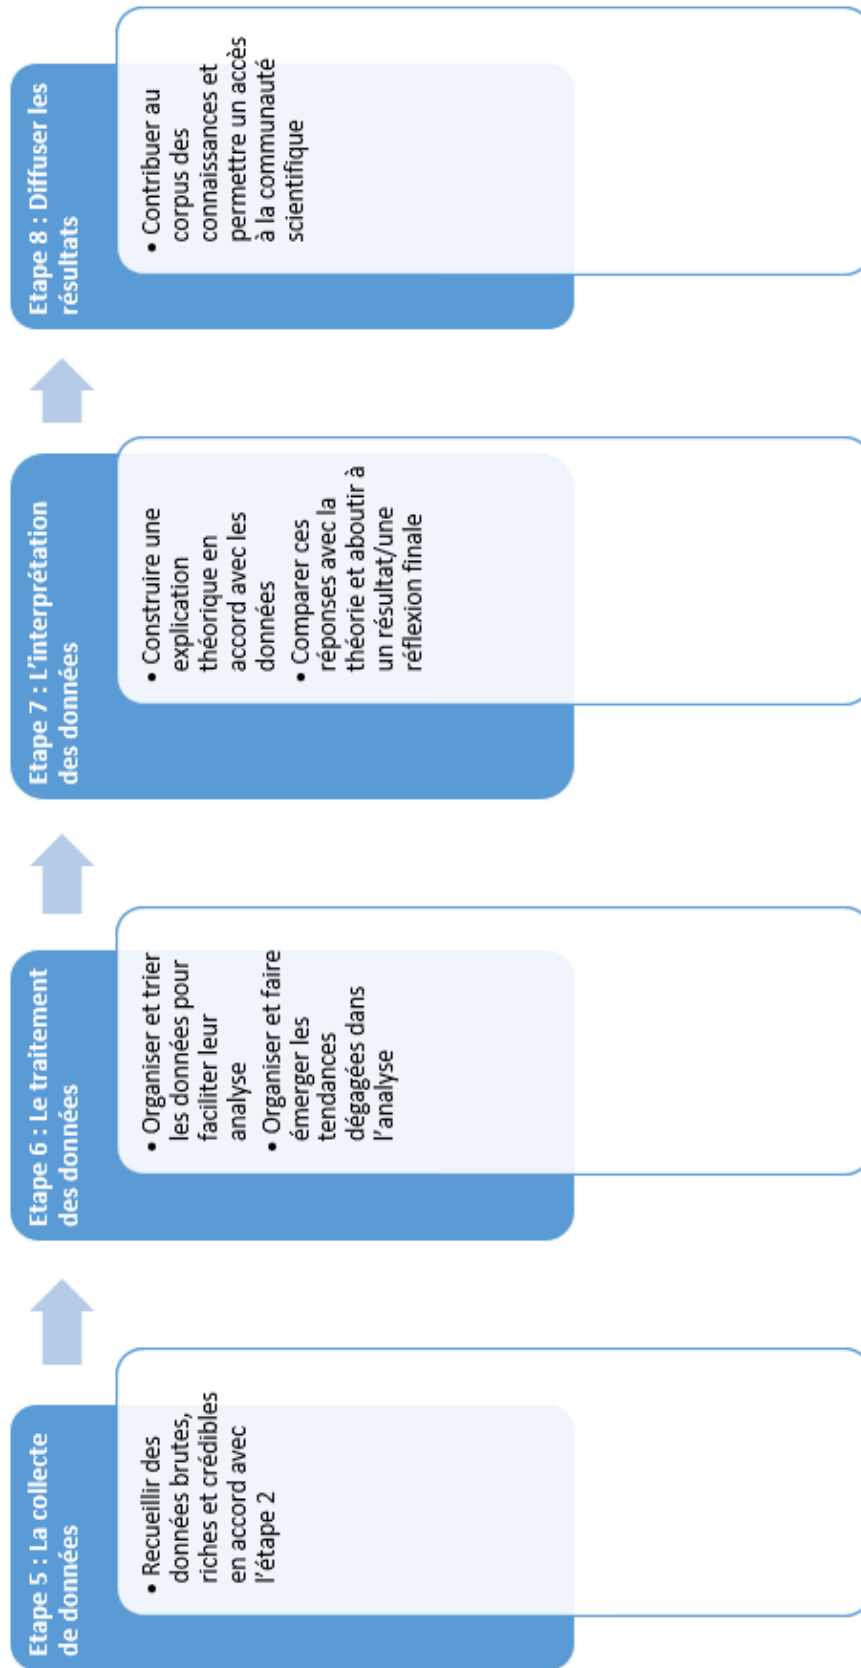 Etape 5 : La collecte
de données
• Recueillir des
données brutes,
riches et crédibles
en accord avec
l'étape 2
Etape 6 : Le traitement
des données
• Organiser et trier
les données pour
faciliter leur
analyse
• Organiser et faire
émerger les
tendances
dégagées dans
l'analyse
Etape 7 : L'interprétation
des données
• Construire une
explication
théorique en
accord avec les
données
• Comparer ces
réponses avec la
théorie et aboutir à
un résultat/une
réflexion finale
Etape 8 : Diffuser les
résultats
• Contribuer au
corpus des
connaissances et
permettre un accès
à la communauté
scientifique